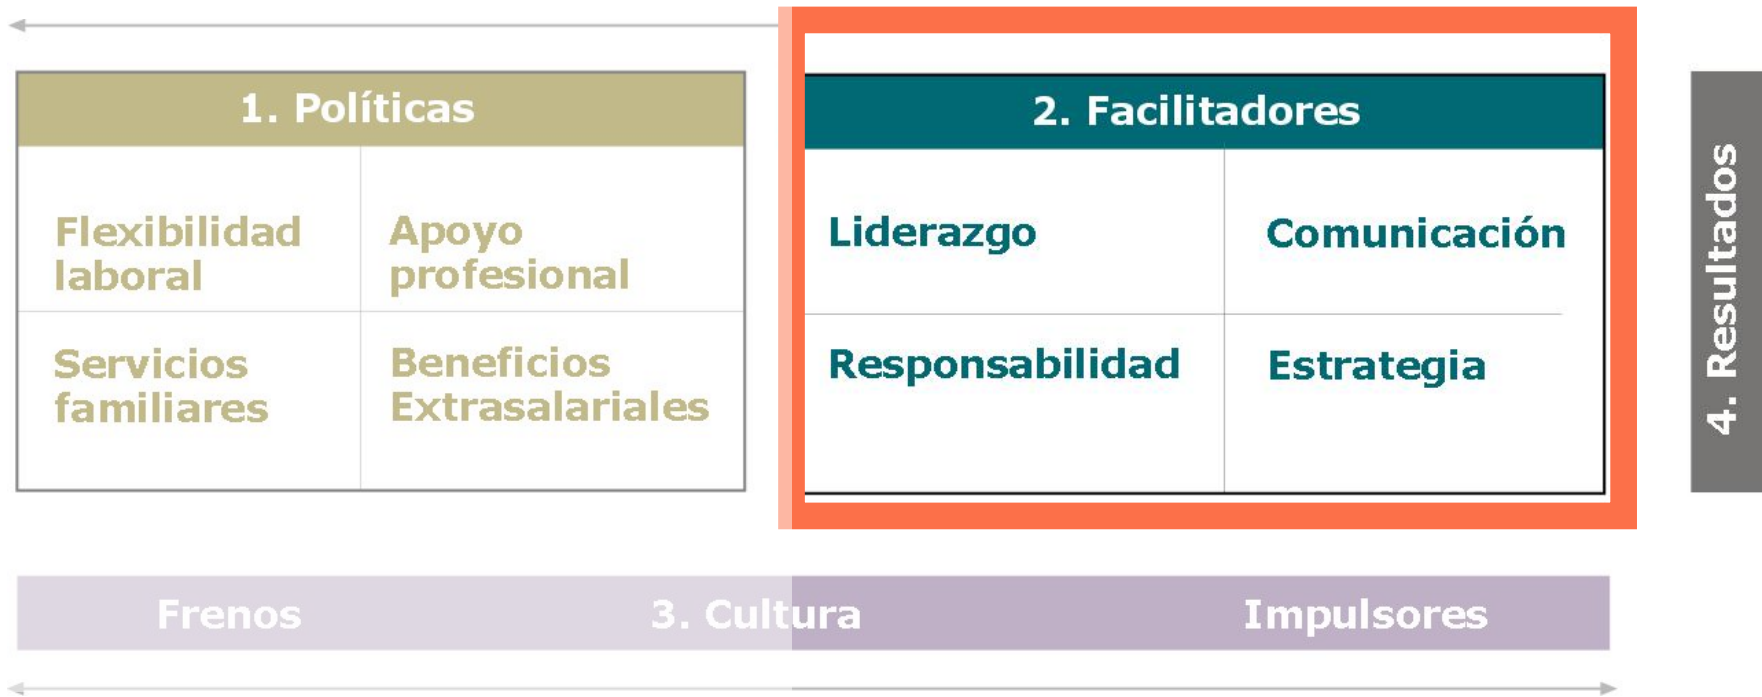 1. Políticas
Flexibilidad
laboral
Apoyo
profesional
Servicios
familiares
Beneficios
Extrasalariales
2. Facilitadores
Liderazgo
Comunicación
Responsabilidad
Estrategia
4. Resultados
Frenos
3. Cultura
Impulsores